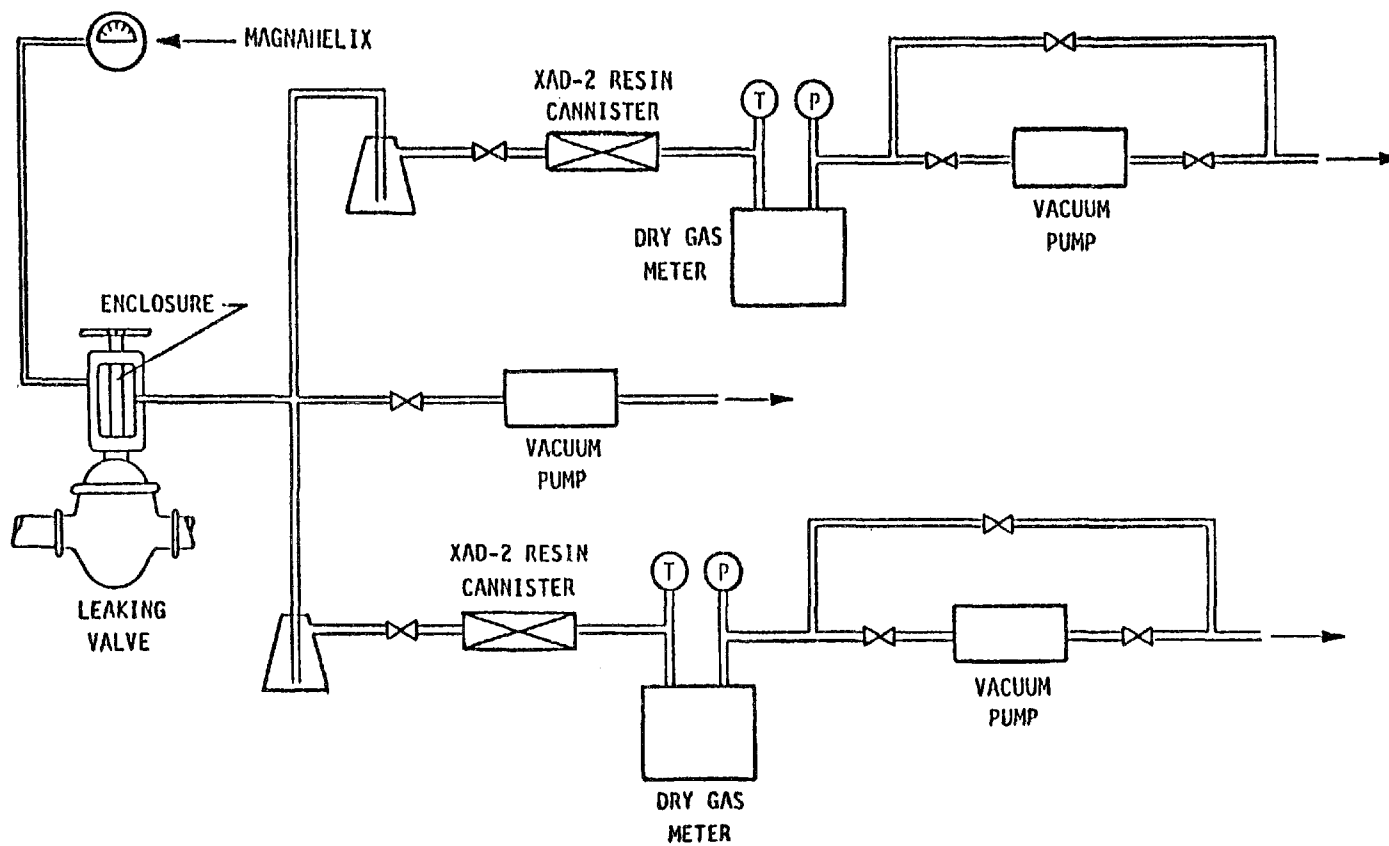 MAGNAHELIX
XAD-2 RESIN
CANNISTER
T
P
VACUUM
PUMP
DRY GAS
METER
ENCLOSURE
VACUUM
PUMP
LEAKING
VALVE
XAD-2 RESIN
CANNISTER
T
P
VACUUM
PUMP
DRY GAS
METER